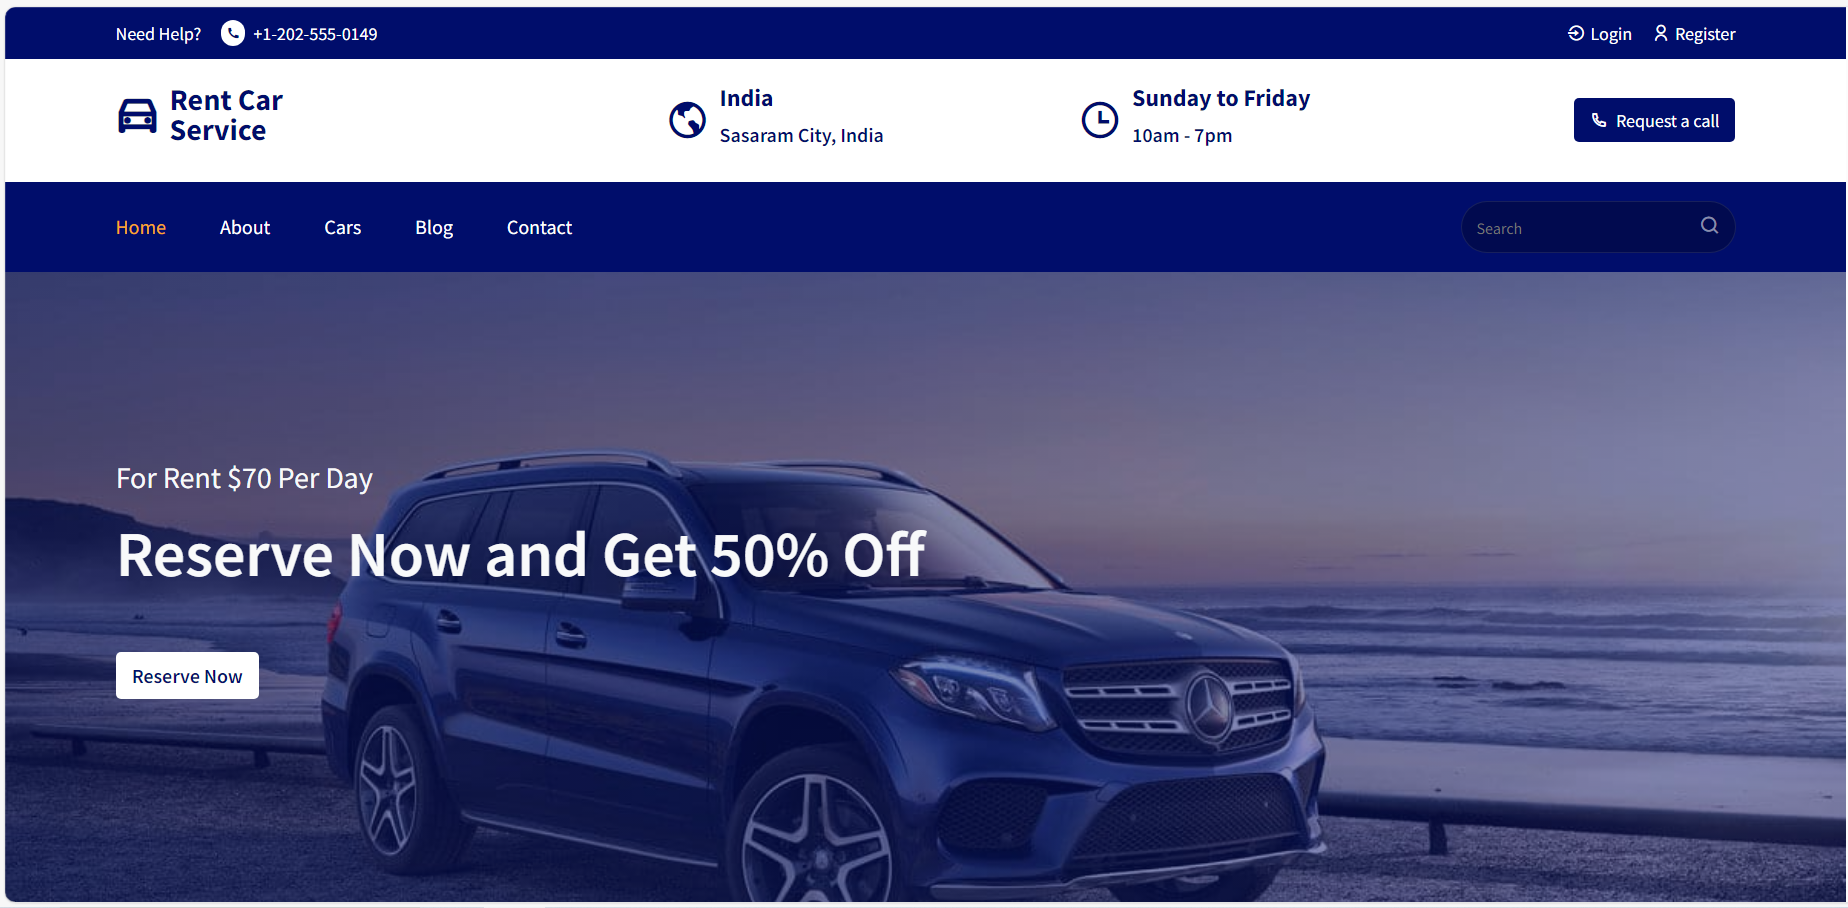 Need Help? +1-202-555-0149 Login Register
Rent Car
Service
India
Sasaram City, India
Sunday to Friday
10am - 7pm
Request a call
Home About Cars Blog Contact Search
For Rent $70 Per Day
Reserve Now and Get 50% Off
Reserve Now